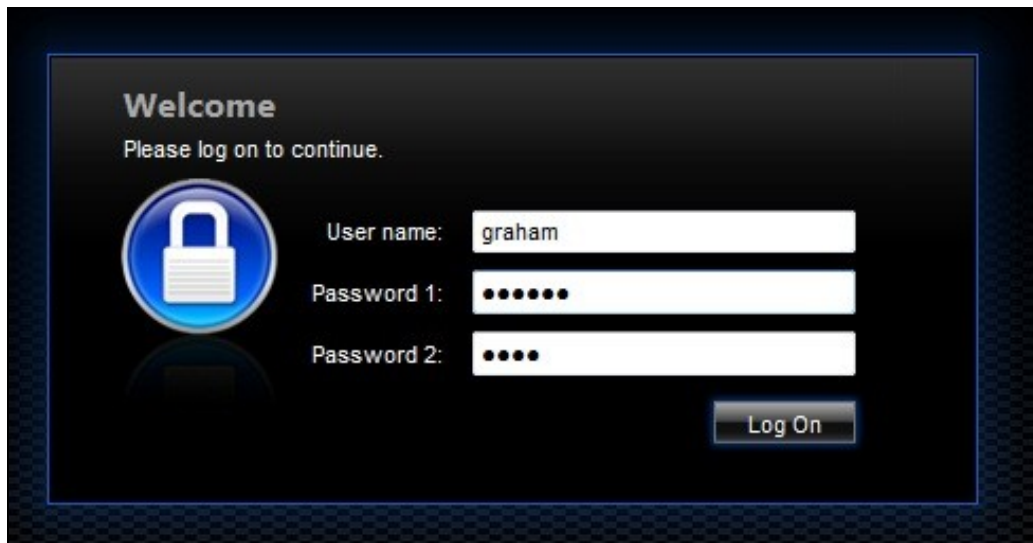 Welcome
Please log on to continue.
User name: graham
Password 1: ●●●●●●
Password 2: ●●●●
Log On